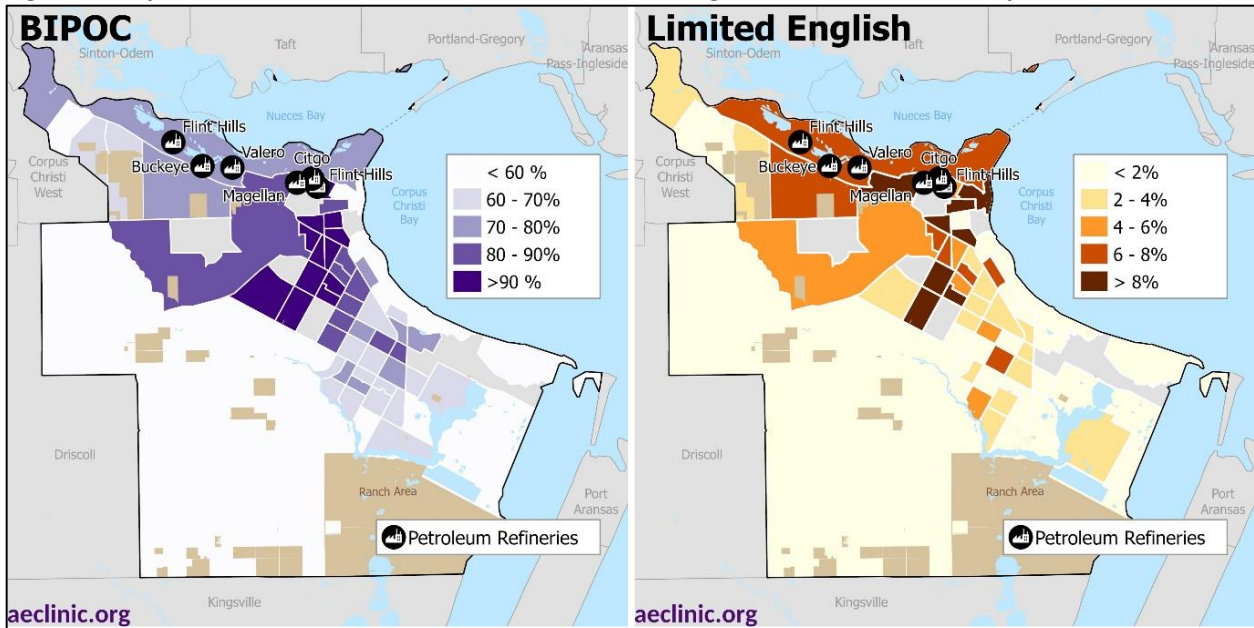 BIPOC
Sinton-Odem
Taft
Portland-Gregory
Aransas
Pass-Ingleside
Nueces Bay
Flint Hills
Buckeye
Valero
Citgo
Flint-Hills
Magellan
Corpus
Christi
West
Corpus
Christi
Bay
< 60 %
60 - 70%
70 - 80%
80 - 90%
>90 %
Driscoll
Ranch Area
Port
Aransas
Petroleum Refineries
Kingsville
aeclinic.org
Limited English
Sinton-Odem
Taft
Portland-Gregory
Aransas
Pass-Ingleside
Nueces Bay
Flint Hills
Buckeye
Valero
Citgo
Flint-Hills
Magellan
Corpus
Christi
West
Corpus
Christi
Bay
< 2%
2 - 4%
4 - 6%
6 - 8%
> 8%
Driscoll
Ranch Area
Port
Aransas
Petroleum Refineries
Kingsville
aeclinic.org